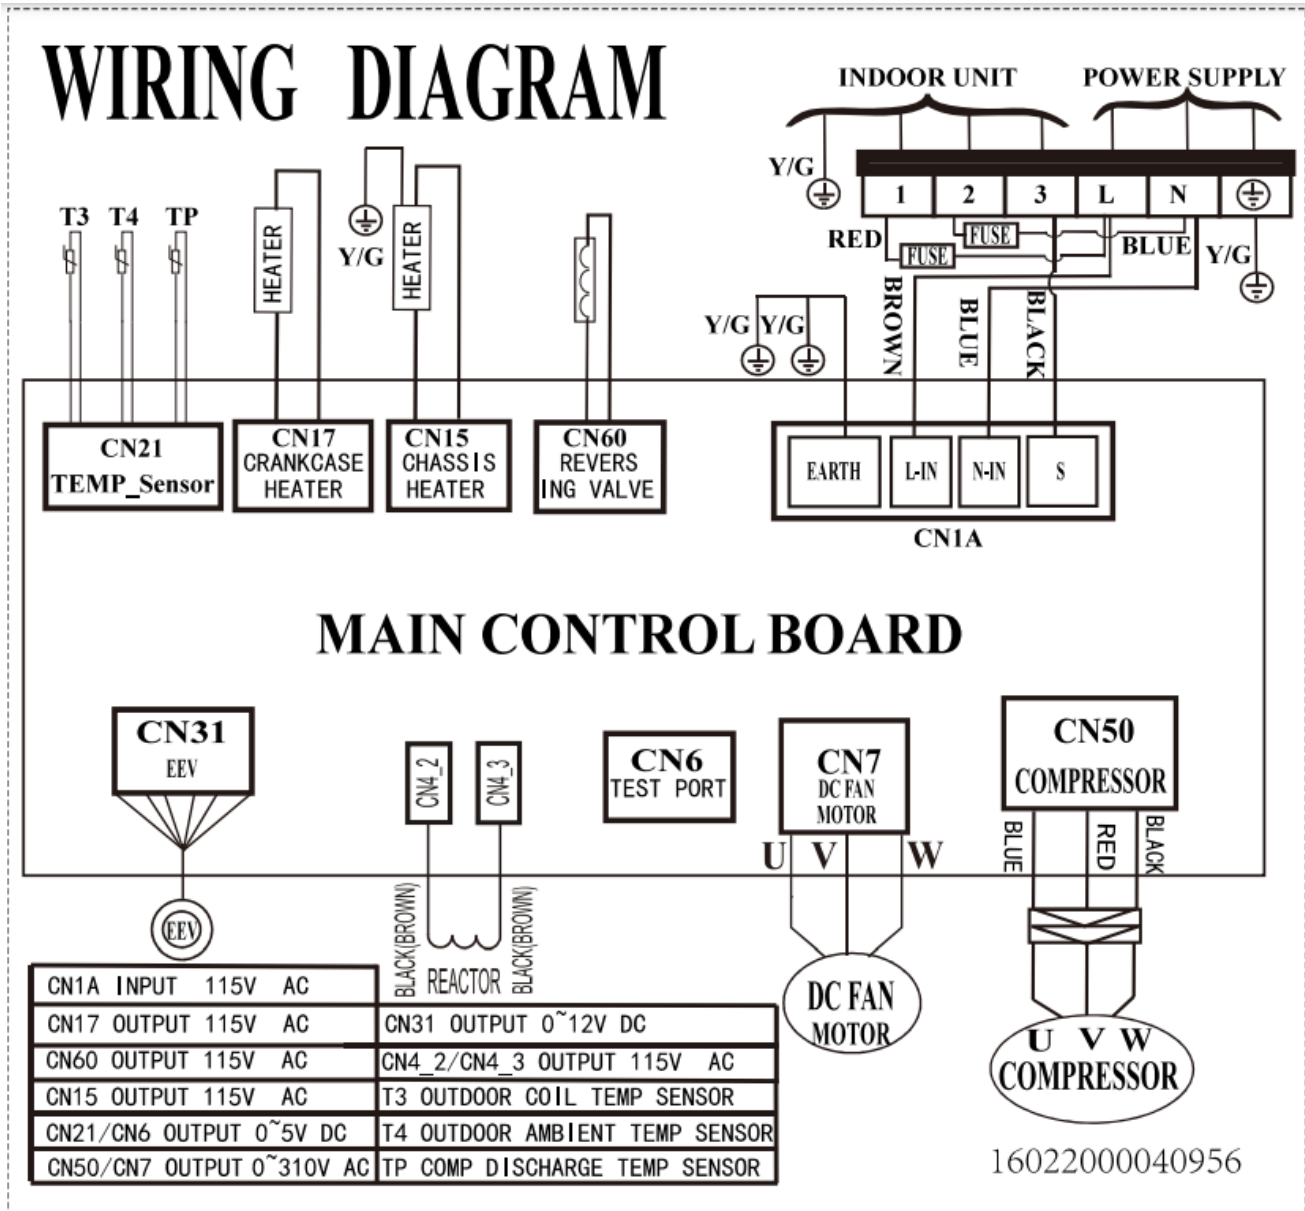 WIRING DIAGRAM
INDOOR UNIT
POWER SUPPLY
Y/G
1 2 3 L N
RED
FUSE
FUSE
BLUE
Y/G
T3 T4 TP
HEATER
Y/G
HEATER
BROWN
BLUE
BLACK
Y/G Y/G
CN21
TEMP_Sensor
CN17
CRANKCASE
HEATER
CN15
CHASSIS
HEATER
CN60
REVERS
ING VALVE
EARTH
L-IN
N-IN
S
CN1A
MAIN CONTROL BOARD
CN31
EEV
CN4_2
CN4_3
CN6
TEST PORT
CN7
DC FAN
MOTOR
CN50
COMPRESSOR
U V W
BLUE
RED
BLACK
EEV
BLACK(BROWN)
REACTOR
BLACK(BROWN)
DC FAN
MOTOR
U V W
COMPRESSOR
CN1A INPUT 115V AC
CN17 OUTPUT 115V AC
CN31 OUTPUT 0~12V DC
CN60 OUTPUT 115V AC
CN4_2/CN4_3 OUTPUT 115V AC
CN15 OUTPUT 115V AC
T3 OUTDOOR COIL TEMP SENSOR
CN21/CN6 OUTPUT 0~5V DC
T4 OUTDOOR AMBIENT TEMP SENSOR
CN50/CN7 OUTPUT 0~310V AC
TP COMP DISCHARGE TEMP SENSOR
16022000040956